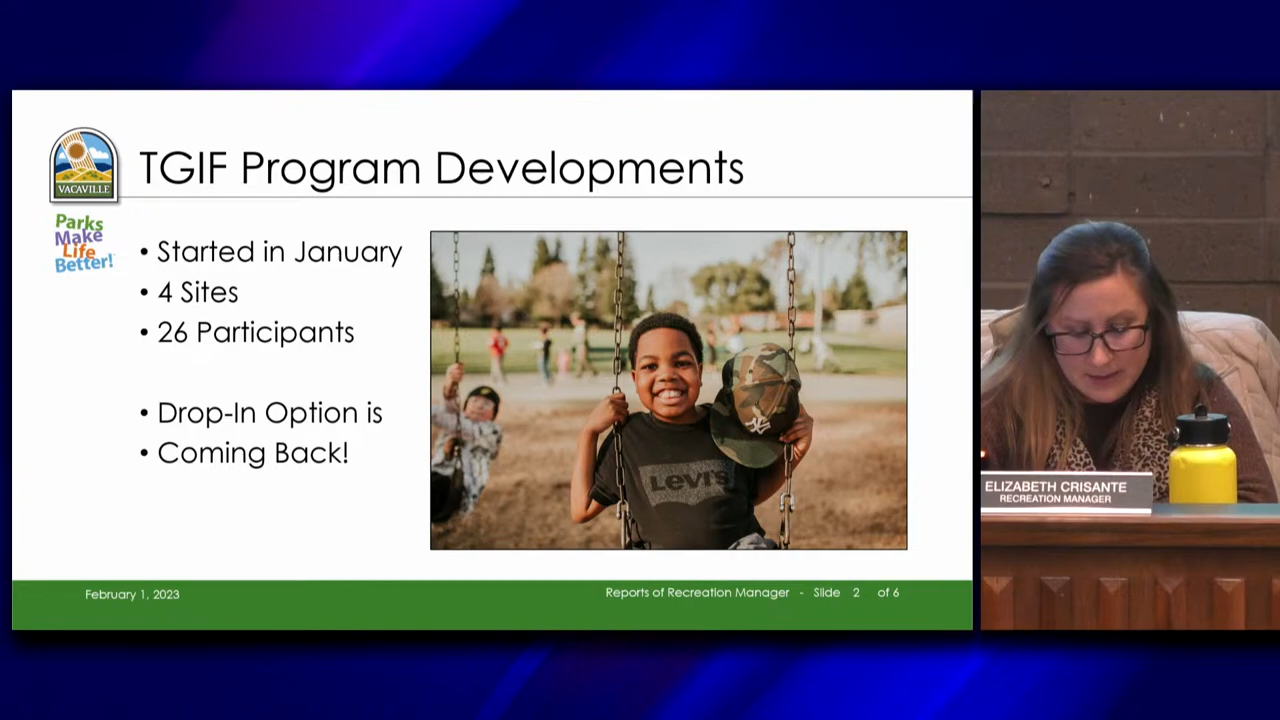 VACAVILLE
TGIF Program Developments
Parks
Make
Life
Better!
• Started in January
• 4 Sites
• 26 Participants
• Drop-In Option is
• Coming Back!
LEVI'S
NY
February 1, 2023
Reports of Recreation Manager - Slide 2 of 6
ELIZABETH CRISANTE
RECREATION MANAGER